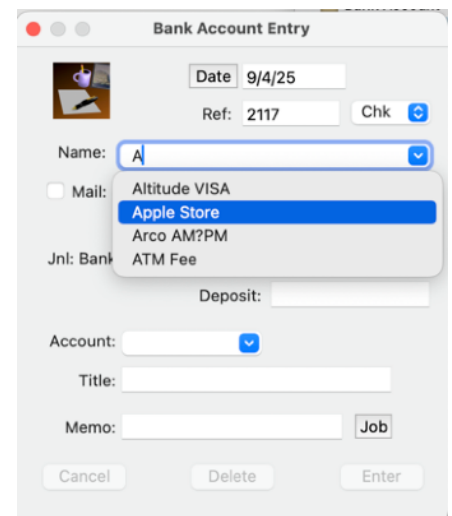 Bank Account Entry
Date 9/4/25
Ref: 2117 Chk
Name: A
Mail:
Altitude VISA
Apple Store
Arco AM?PM
ATM Fee
Jnl: Bank
Deposit:
Account:
Title:
Memo: Job
Cancel Delete Enter